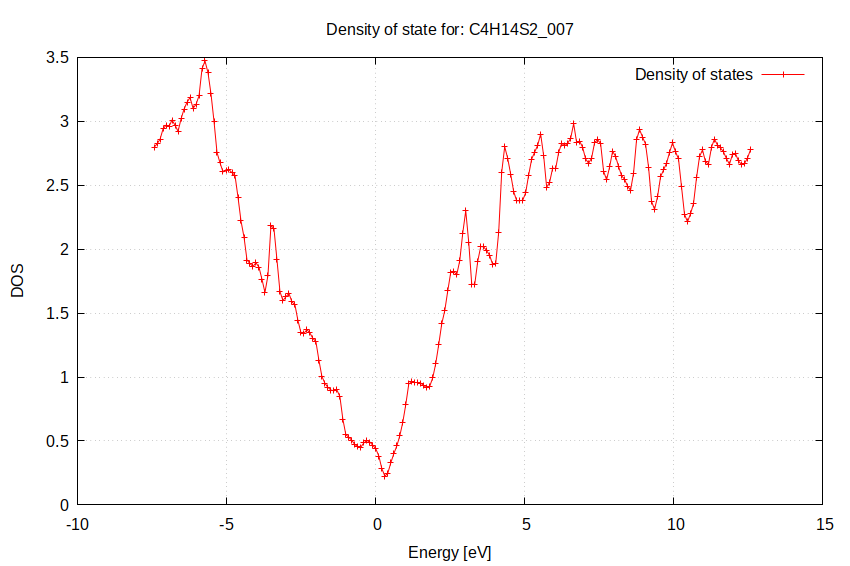 Density of state for: C4H14S2_007
Density of states
3.5
3
2.5
2
1.5
1
0.5
0
DOS
-10 -5 0 5 10 15
Energy [eV]